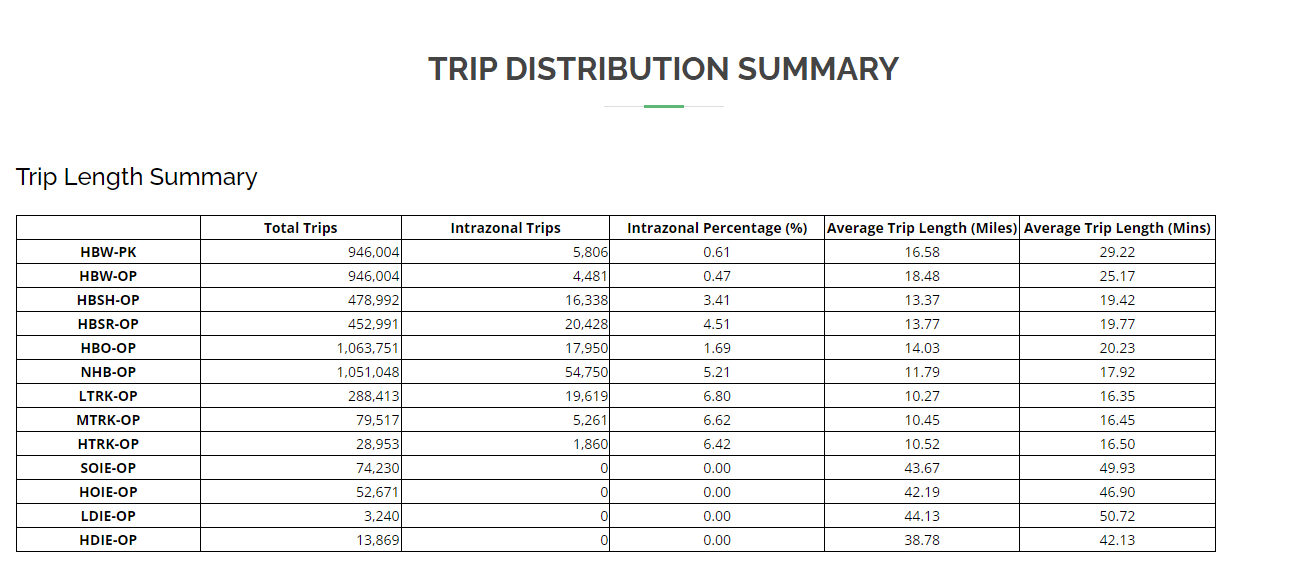 TRIP DISTRIBUTION SUMMARY
Trip Length Summary
Total Trips Intrazonal Trips Intrazonal Percentage (%) Average Trip Length (Miles) Average Trip Length (Mins)
HBW-PK 946,004 5,806 0.61 16.58 29.22
HBW-OP 946,004 4,481 0.47 18.48 25.17
HBSH-OP 478,992 16,338 3.41 13.37 19.42
HBSR-OP 452,991 20,428 4.51 13.77 19.77
HBO-OP 1,063,751 17,950 1.69 14.03 20.23
NHB-OP 1,051,048 54,750 5.21 11.79 17.92
LTRK-OP 288,413 19,619 6.80 10.27 16.35
MTRK-OP 79,517 5,261 6.62 10.45 16.45
HTRK-OP 28,953 1,860 6.42 10.52 16.50
SOIE-OP 74,230 0 0.00 43.67 49.93
HOIE-OP 52,671 0 0.00 42.19 46.90
LDIE-OP 3,240 0 0.00 44.13 50.72
HDIE-OP 13,869 0 0.00 38.78 42.13